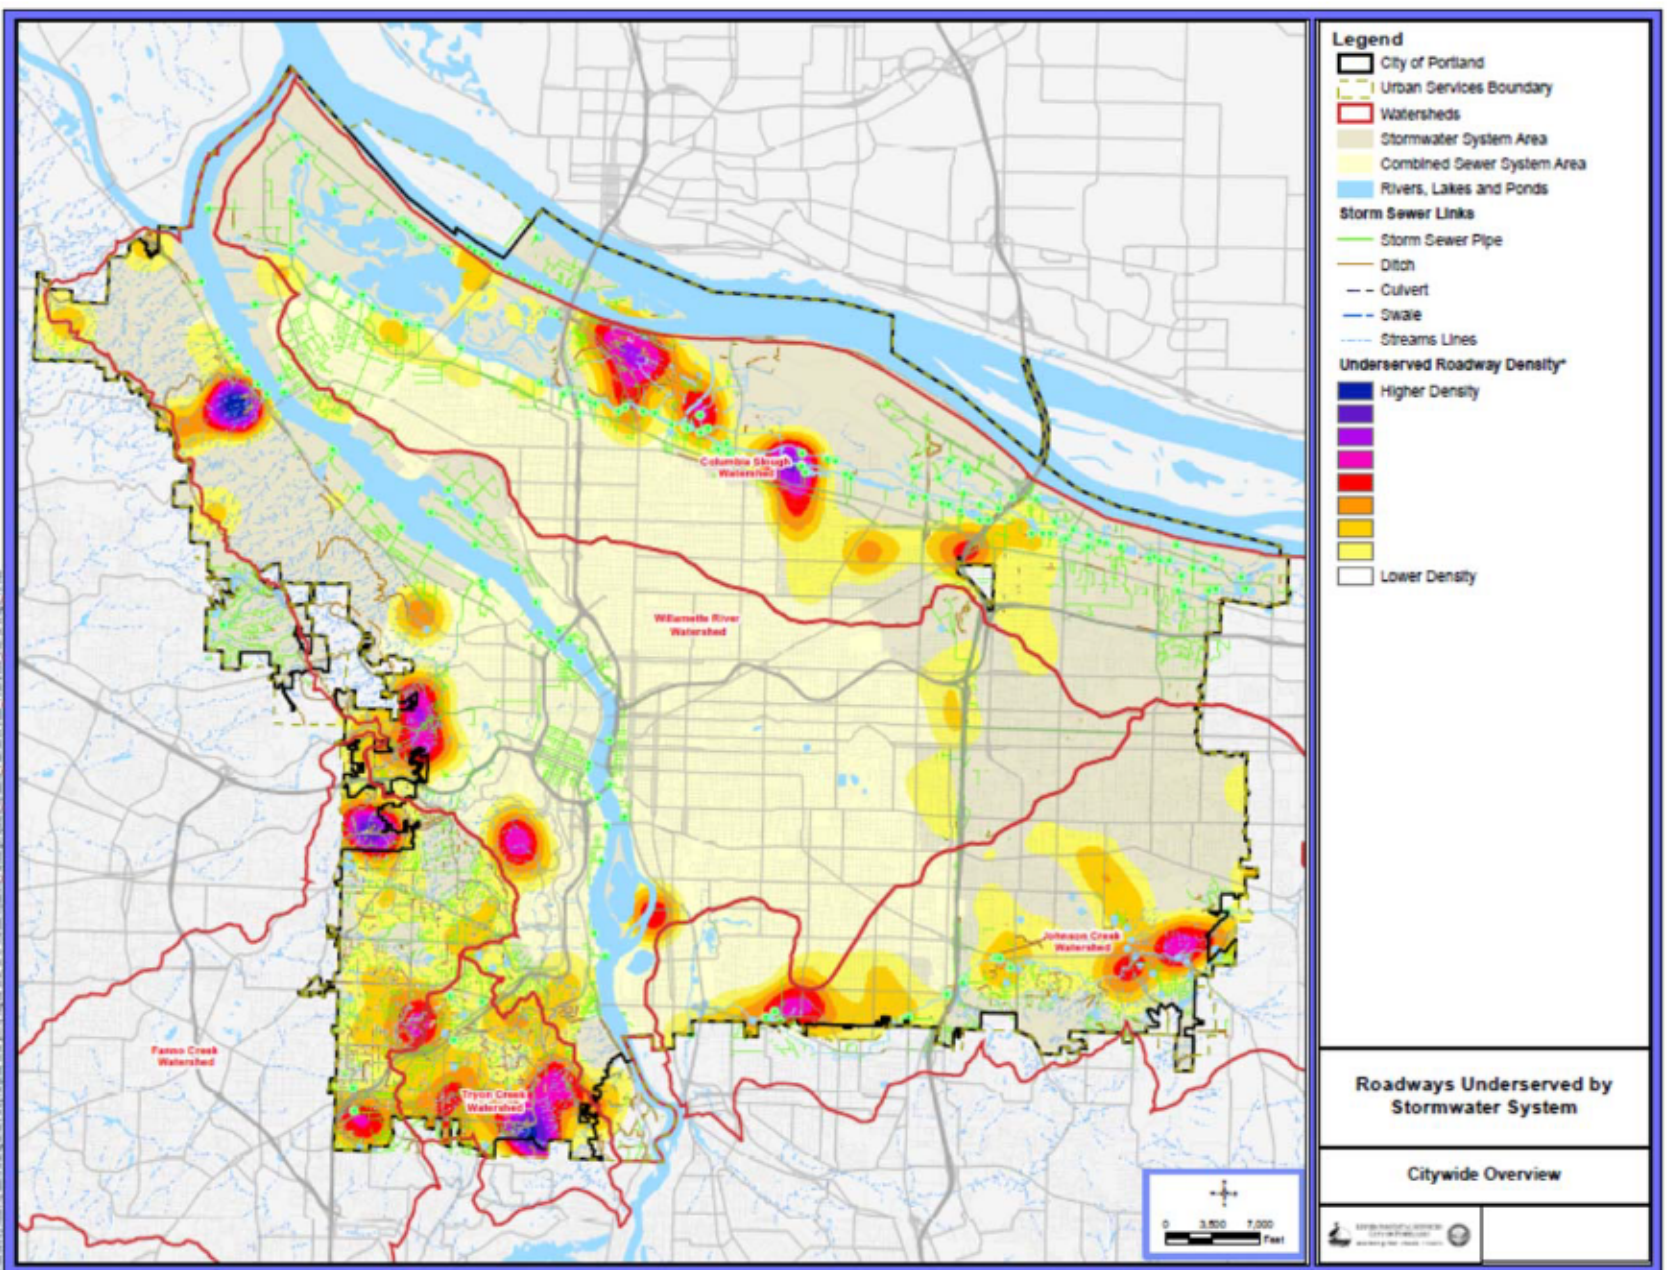 Legend
City of Portland
Urban Services Boundary
Watersheds
Stormwater System Area
Combined Sewer System Area
Rivers, Lakes and Ponds
Storm Sewer Links
Storm Sewer Pipe
Ditch
Culvert
Swale
Streams Lines
Underserved Roadway Density*
Higher Density
Lower Density
Columbia Slough
Watershed
Willamette River
Watershed
Johnson Creek
Watershed
Fanno Creek
Watershed
Tryon Creek
Watershed
0 3,500 7,000
Feet
Roadways Underserved by
Stormwater System
Citywide Overview